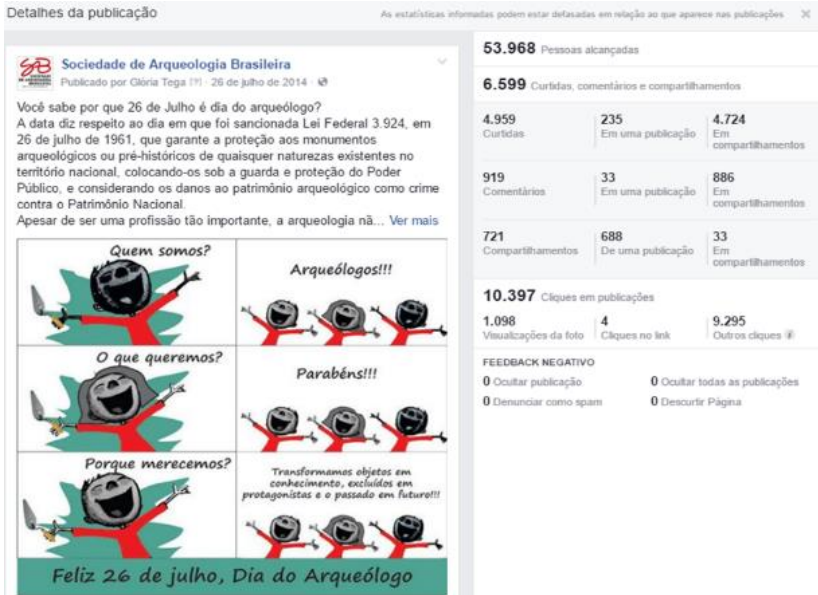 Detalhes da publicação
As estatísticas informadas podem estar defasadas em relação ao que aparece nas publicações
SAB
Sociedade de Arqueologia Brasileira
Publicado por Glória Tega [?] · 26 de julho de 2014 ·
Você sabe por que 26 de Julho é dia do arqueólogo?
A data diz respeito ao dia em que foi sancionada Lei Federal 3.924, em
26 de julho de 1961, que garante a proteção aos monumentos
arqueológicos ou pré-históricos de quaisquer naturezas existentes no
território nacional, colocando-os sob a guarda e proteção do Poder
Público, e considerando os danos ao patrimônio arqueológico como crime
contra o Patrimônio Nacional.
Apesar de ser uma profissão tão importante, a arqueologia nã... Ver mais
Quem somos?
Arqueólogos!!!
O que queremos?
Parabéns!!!
Porque merecemos?
Transformamos objetos em
conhecimento, excluídos em
protagonistas e o passado em futuro!!!
Feliz 26 de julho, Dia do Arqueólogo
53.968 Pessoas alcançadas
6.599 Curtidas, comentários e compartilhamentos
4.959 235 4.724
Curtidas Em uma publicação Em
compartilhamentos
919 33 886
Comentários Em uma publicação Em
compartilhamentos
721 688 33
Compartilhamentos De uma publicação Em
compartilhamentos
10.397 Cliques em publicações
1.098 4 9.295
Visualizações da foto Cliques no link Outros cliques
FEEDBACK NEGATIVO
0 Ocultar publicação 0 Ocultar todas as publicações
0 Denunciar como spam 0 Descurtir Página